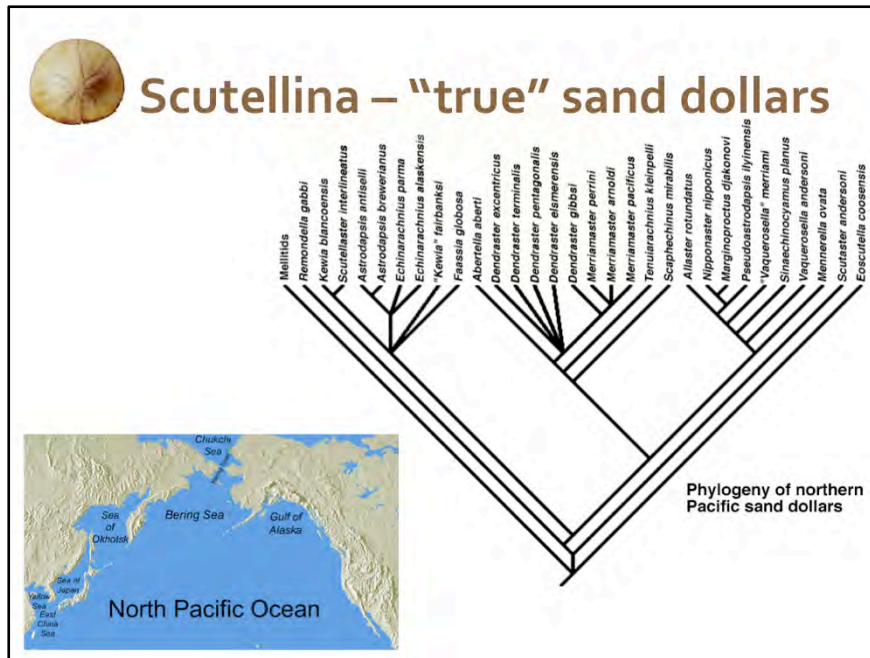 Scutellina – “true” sand dollars
Mellitids
Remondella gabbi
Kewia blancoensis
Scutellaster interlineatus
Astrodapsis antiselli
Astrodapsis brewerianus
Echinarachnius parma
Echinarachnius alaskensis
"Kewia" fairbanksi
Faassia globosa
Abertella aberti
Dendraster excentricus
Dendraster terminalis
Dendraster pentagonalis
Dendraster elsmerensis
Dendraster gibbsi
Merriamaster perrini
Merriamaster arnoldi
Merriamaster pacificus
Tenuiarachnius kleinpelli
Scaphechinus mirabilis
Allaster rotundatus
Nipponaster nipponicus
Marginoproctus djakonovi
Pseudoastrodapsis ilyinensis
"Vaquerosella" merriami
Sinaechinocyamus planus
Vaquerosella andersoni
Mennerella ovata
Scutaster andersoni
Eoscutella coosensis
Phylogeny of northern
Pacific sand dollars
Chukchi
Sea
Bering Sea
Gulf of
Alaska
Sea
of
Okhotsk
Sea of
Japan
Yellow
Sea
East
China
Sea
North Pacific Ocean